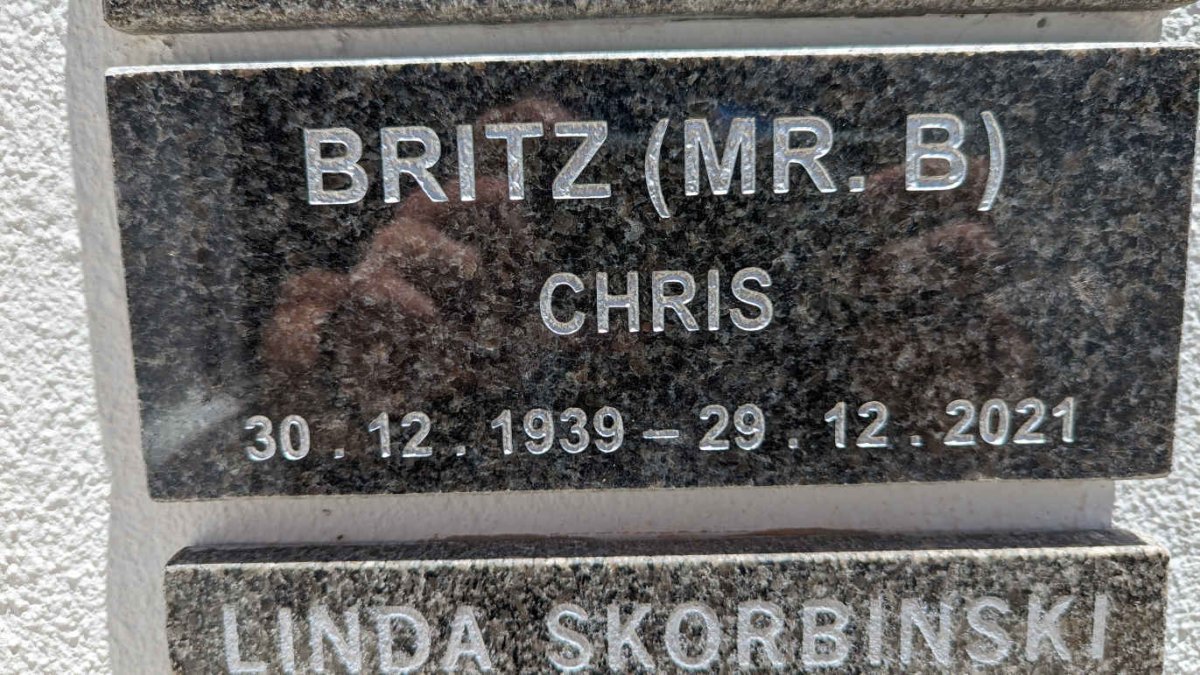 BRITZ (MR. B)
CHRIS
30 . 12 . 1939 – 29 . 12 . 2021
LINDA SKORBINSKI